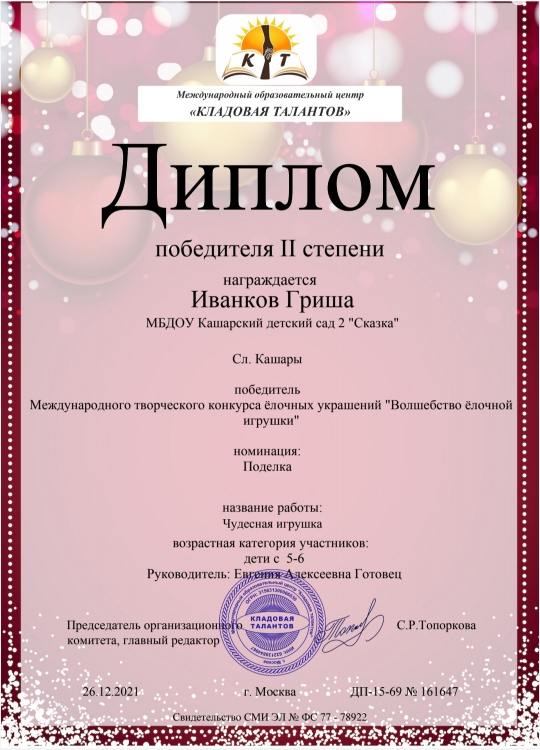 К Т
Международный образовательный центр
«КЛАДОВАЯ ТАЛАНТОВ»
Диплом
победителя II степени
награждается
Иванков Гриша
МБДОУ Кашарский детский сад 2 "Сказка"
Сл. Кашары
победитель
Международного творческого конкурса ёлочных украшений "Волшебство ёлочной
игрушки"
номинация:
Поделка
название работы:
Чудесная игрушка
возрастная категория участников:
дети с 5-6
Руководитель: Евгения Алексеевна Готовец
Председатель организационного
комитета, главный редактор
КЛАДОВАЯ
ТАЛАНТОВ
С.Р.Топоркова
26.12.2021 г. Москва ДП-15-69 № 161647
Свидетельство СМИ ЭЛ № ФС 77 - 78922